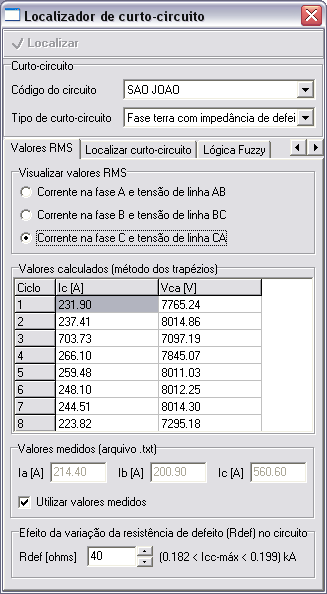 Localizador de curto-circuito
Localizar
Curto-circuito
Código do circuito SAO JOAO
Tipo de curto-circuito Fase terra com impedância de defei
Valores RMS Localizar curto-circuito Lógica Fuzzy
Visualizar valores RMS
Corrente na fase A e tensão de linha AB
Corrente na fase B e tensão de linha BC
Corrente na fase C e tensão de linha CA
Valores calculados (método dos trapézios)
Ciclo Ic [A] Vca [V]
1 231.90 7765.24
2 237.41 8014.86
3 703.73 7097.19
4 266.10 7845.07
5 259.48 8011.03
6 248.10 8012.25
7 244.51 8014.30
8 223.82 7295.18
Valores medidos (arquivo .txt)
Ia [A] 214.40 Ib [A] 200.90 Ic [A] 560.60
Utilizar valores medidos
Efeito da variação da resistência de defeito (Rdef) no circuito
Rdef [ohms] 40 (0.182 < Icc-máx < 0.199) kA